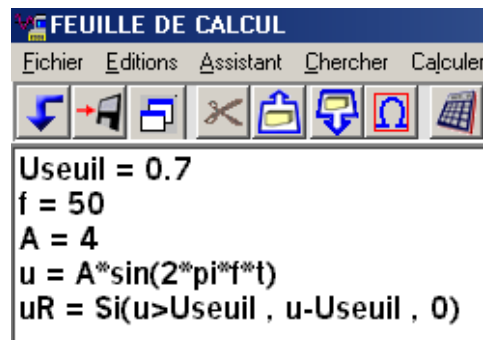 FEUILLE DE CALCUL
Fichier Editions Assistant Chercher Calculer
Useuil = 0.7
f = 50
A = 4
u = A*sin(2*pi*f*t)
uR = Si(u>Useuil , u-Useuil , 0)